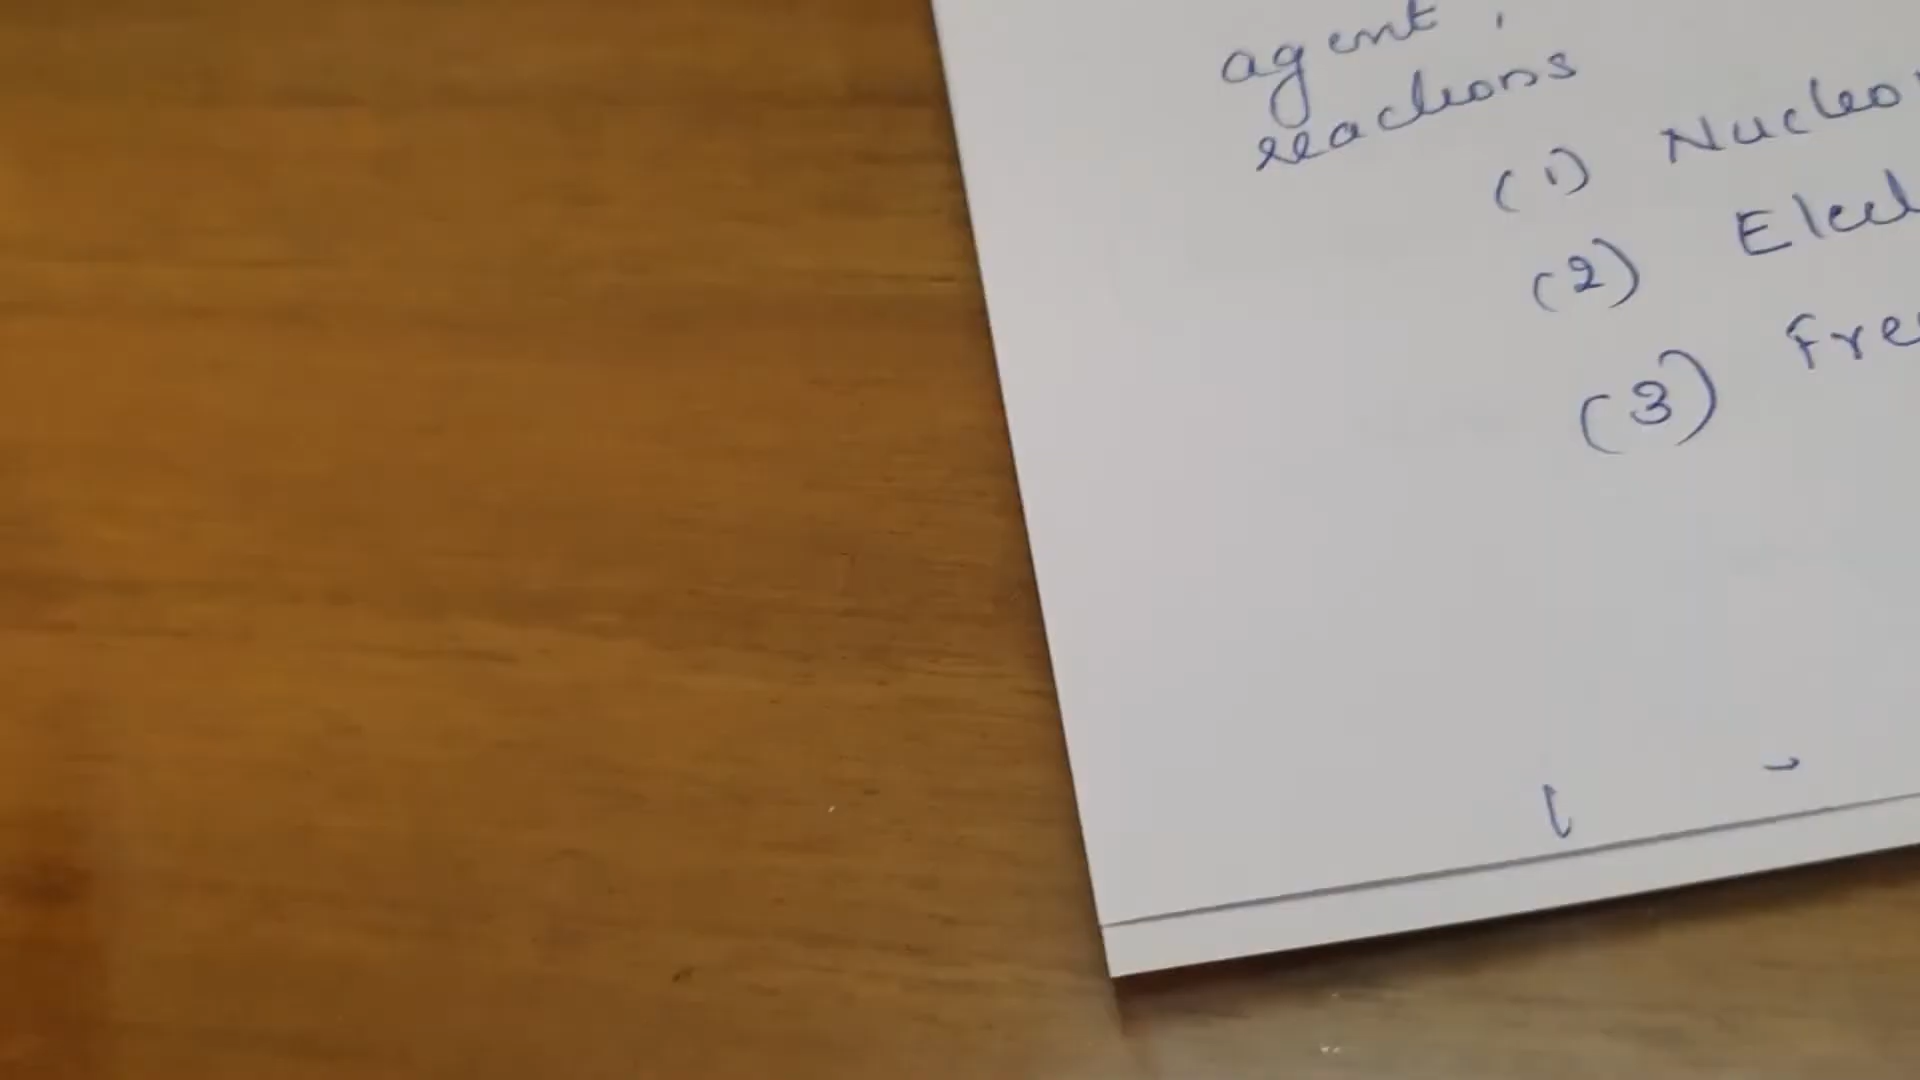 agent,
reactions
(1) Nucleo
(2) Elect
(3) Fre